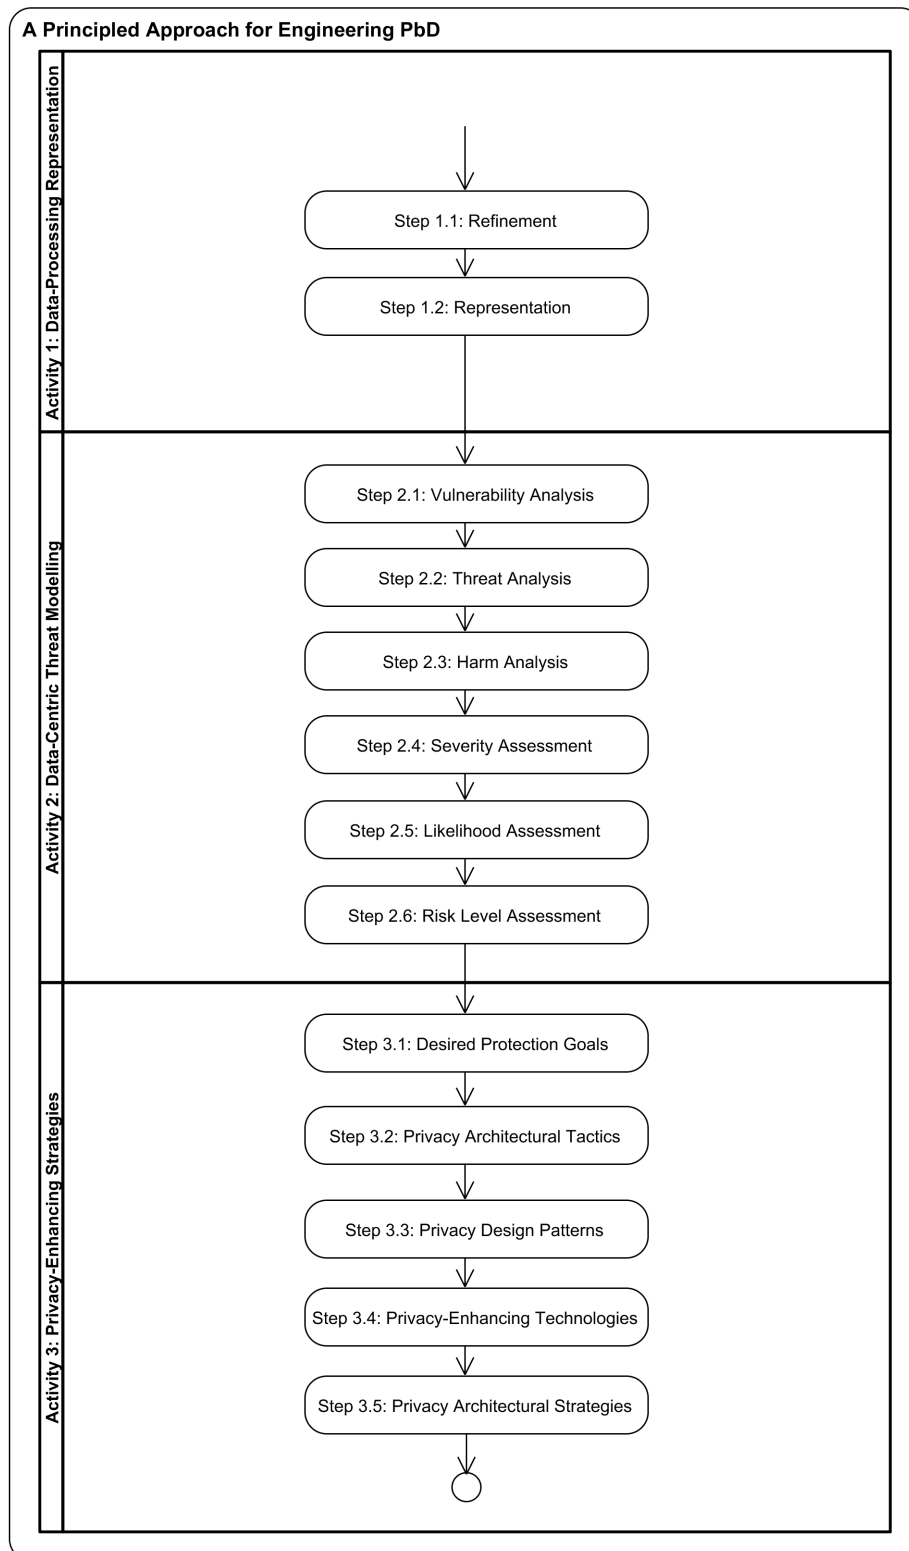 A Principled Approach for Engineering PbD
Activity 1: Data-Processing Representation
Step 1.1: Refinement
Step 1.2: Representation
Activity 2: Data-Centric Threat Modelling
Step 2.1: Vulnerability Analysis
Step 2.2: Threat Analysis
Step 2.3: Harm Analysis
Step 2.4: Severity Assessment
Step 2.5: Likelihood Assessment
Step 2.6: Risk Level Assessment
Activity 3: Privacy-Enhancing Strategies
Step 3.1: Desired Protection Goals
Step 3.2: Privacy Architectural Tactics
Step 3.3: Privacy Design Patterns
Step 3.4: Privacy-Enhancing Technologies
Step 3.5: Privacy Architectural Strategies